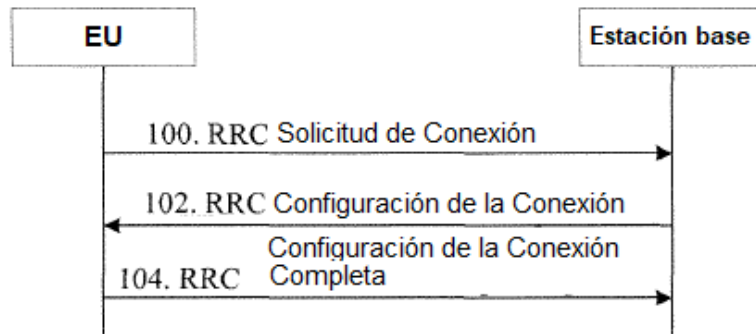 EU
Estación base
100. RRC Solicitud de Conexión
102. RRC Configuración de la Conexión
Configuración de la Conexión
104. RRC Completa